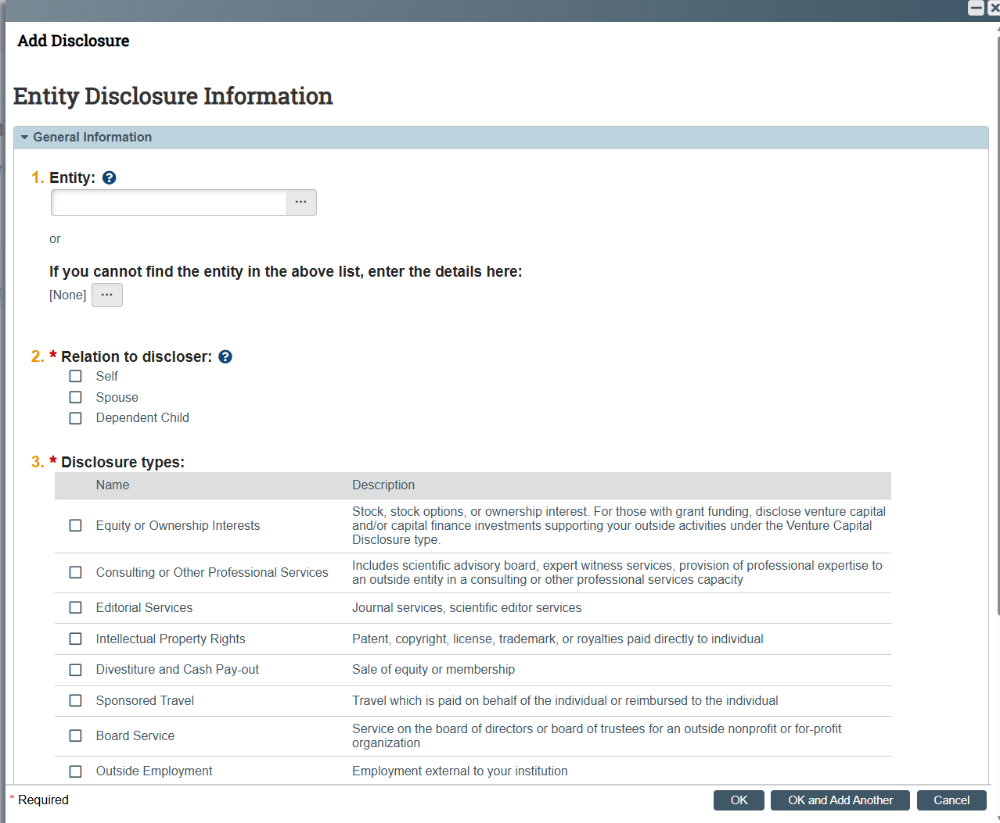 Add Disclosure
Entity Disclosure Information
General Information
1. Entity: ?
...
or
If you cannot find the entity in the above list, enter the details here:
[None] ...
2. * Relation to discloser: ?
Self
Spouse
Dependent Child
3. * Disclosure types:
Name Description
Equity or Ownership Interests
Stock, stock options, or ownership interest. For those with grant funding, disclose venture capital
and/or capital finance investments supporting your outside activities under the Venture Capital
Disclosure type.
Consulting or Other Professional Services
Includes scientific advisory board, expert witness services, provision of professional expertise to
an outside entity in a consulting or other professional services capacity
Editorial Services Journal services, scientific editor services
Intellectual Property Rights Patent, copyright, license, trademark, or royalties paid directly to individual
Divestiture and Cash Pay-out Sale of equity or membership
Sponsored Travel Travel which is paid on behalf of the individual or reimbursed to the individual
Board Service
Service on the board of directors or board of trustees for an outside nonprofit or for-profit
organization
Outside Employment Employment external to your institution
* Required OK OK and Add Another Cancel